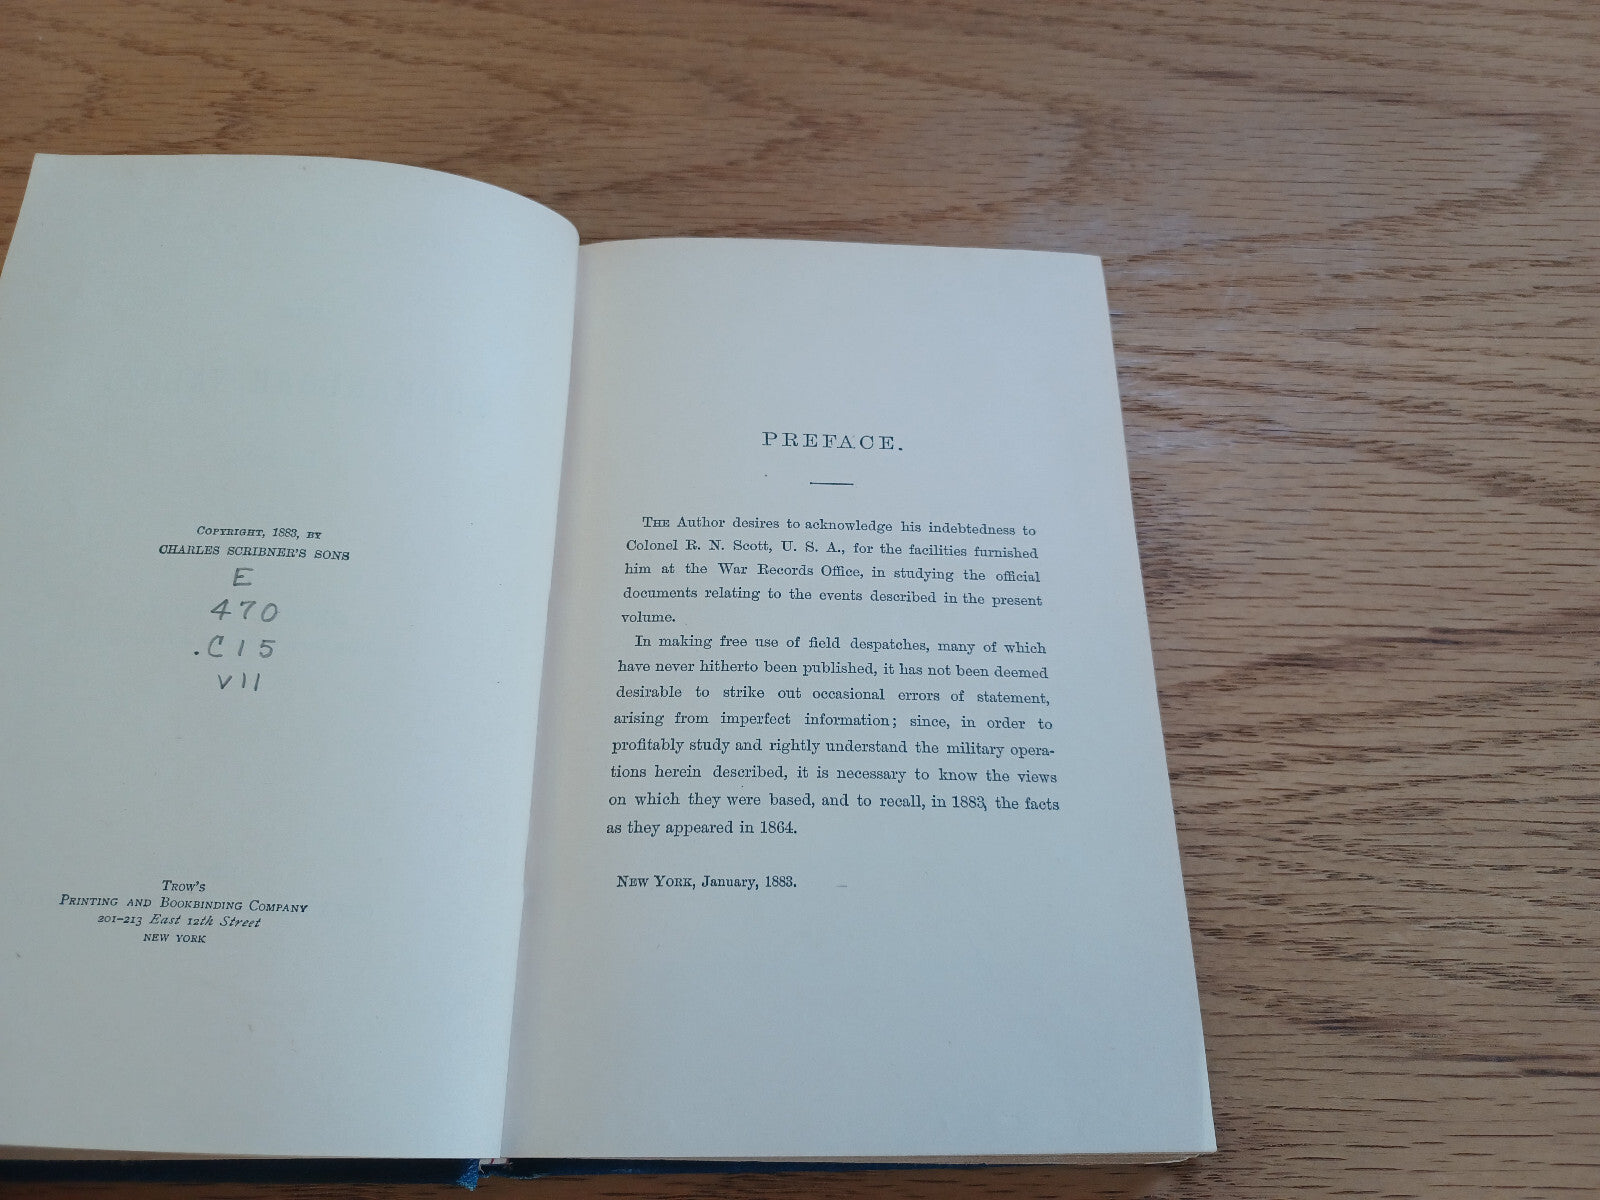 COPYRIGHT, 1883, BY
CHARLES SCRIBNER'S SONS
E
470
.C15
V11
TROW'S
PRINTING AND BOOKBINDING COMPANY
201-213 East 12th Street
NEW YORK
PREFACE.
THE Author desires to acknowledge his indebtedness to
Colonel R. N. Scott, U. S. A., for the facilities furnished
him at the War Records Office, in studying the official
documents relating to the events described in the present
volume.
In making free use of field despatches, many of which
have never hitherto been published, it has not been deemed
desirable to strike out occasional errors of statement,
arising from imperfect information; since, in order to
profitably study and rightly understand the military opera-
tions herein described, it is necessary to know the views
on which they were based, and to recall, in 1883, the facts
as they appeared in 1864.
NEW YORK, January, 1883.